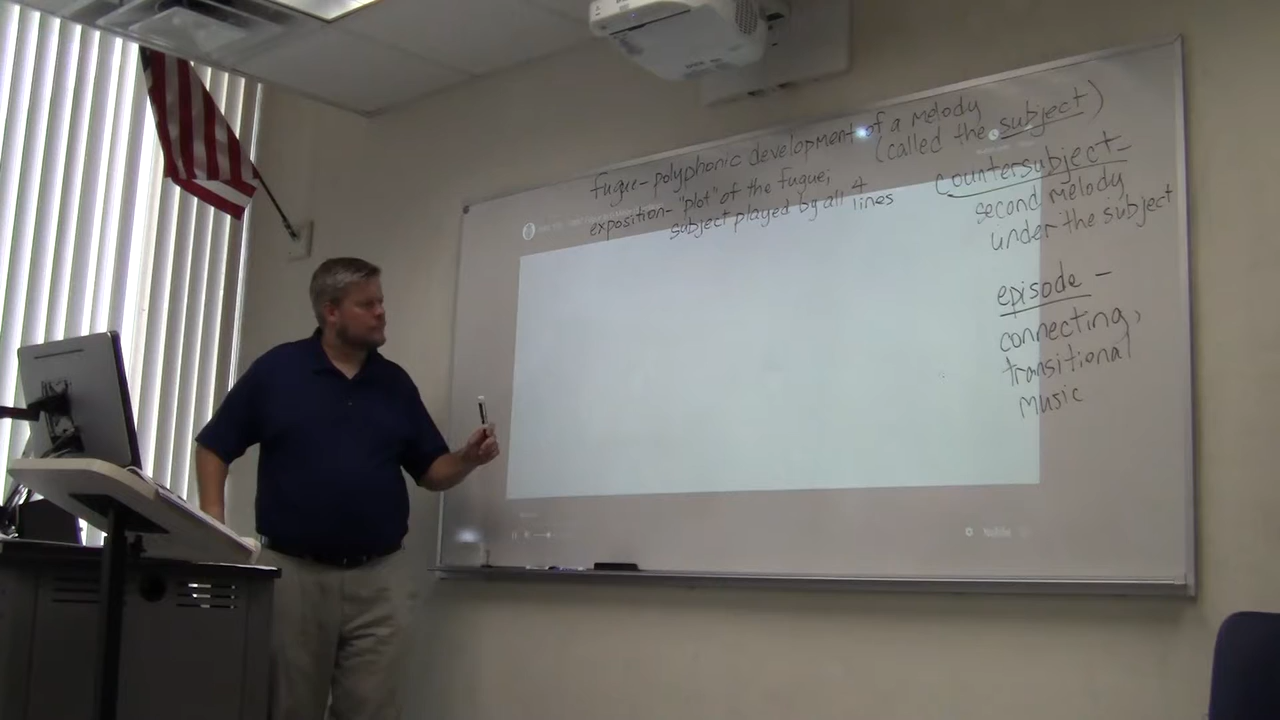 fugue- polyphonic development of a melody
(called the subject)
exposition- "plot" of the fugue;
subject played by all 4 lines
countersubject-
second melody
under the subject
episode -
connecting,
transitional
music
YouTube